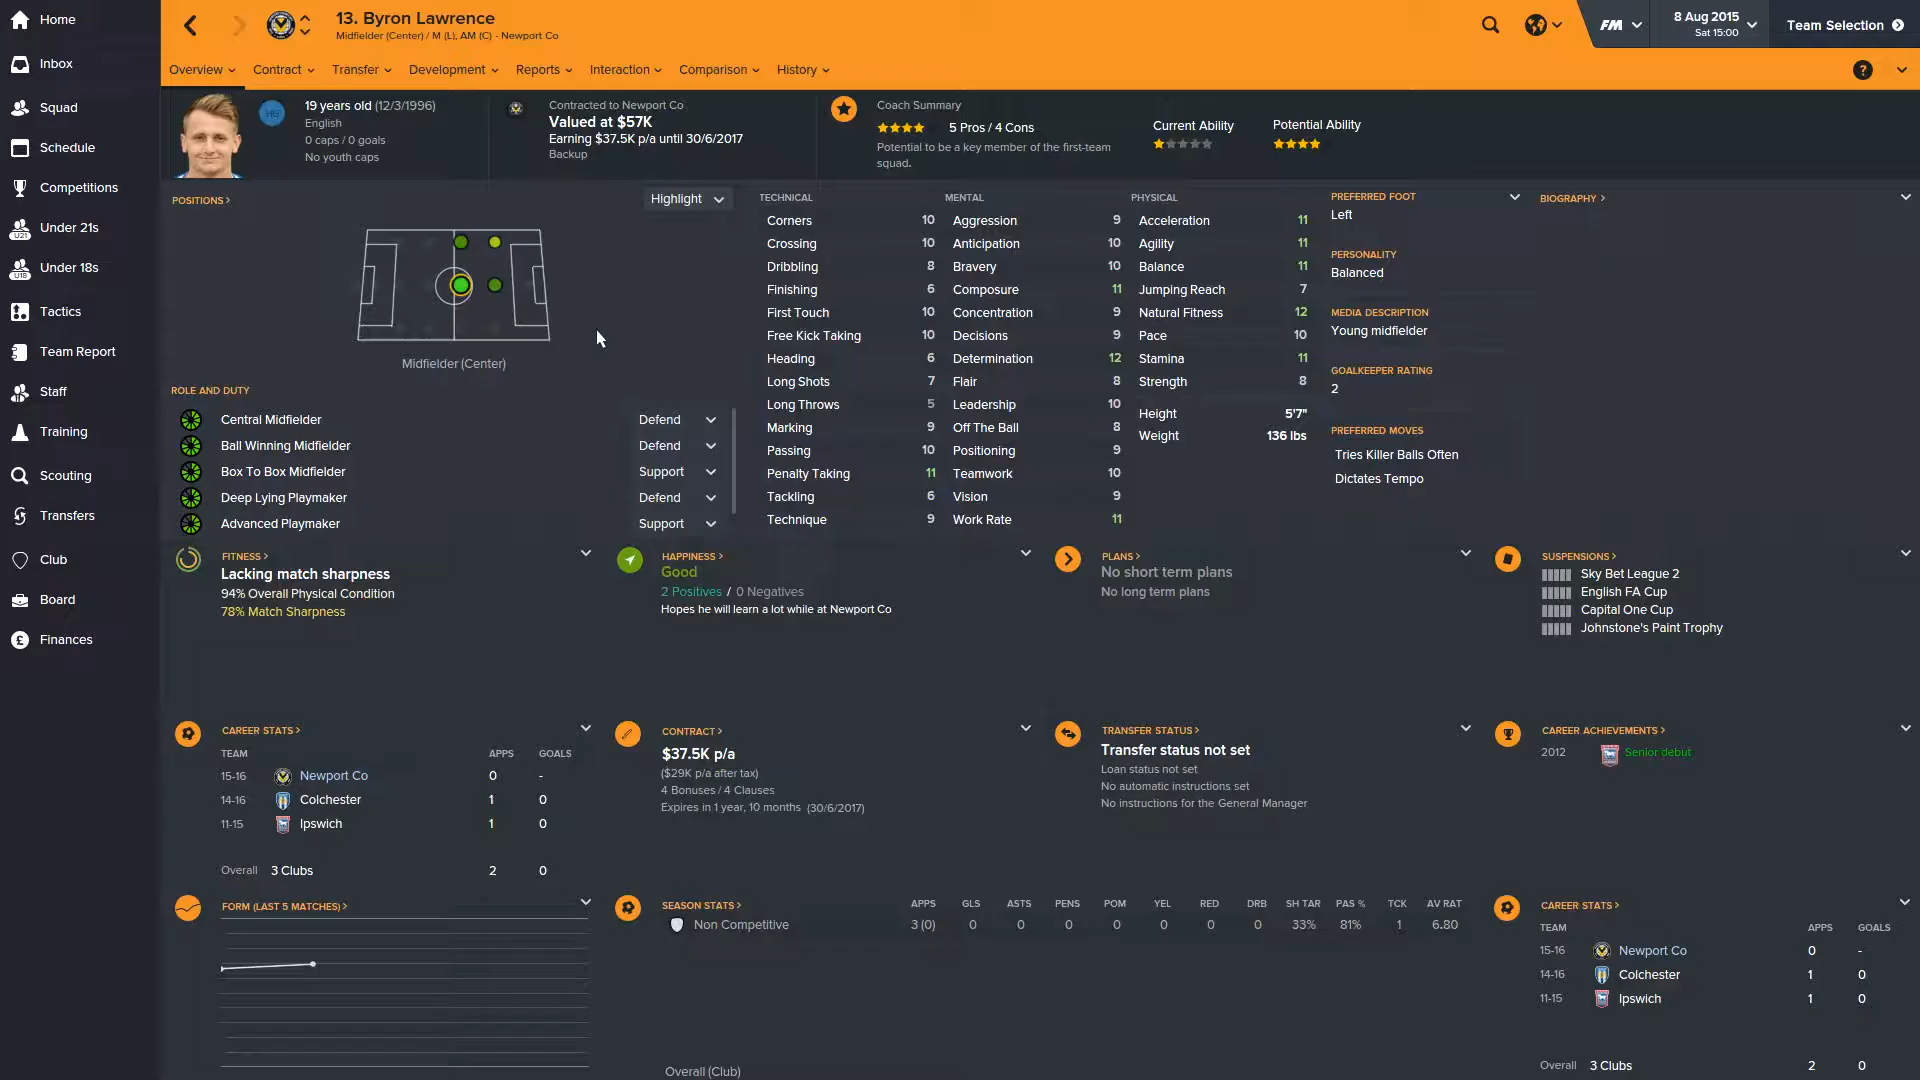 Home
Inbox
Squad
Schedule
Competitions
Under 21s
Under 18s
Tactics
Team Report
Staff
Training
Scouting
Transfers
Club
Board
Finances
13. Byron Lawrence
Midfielder (Center) / M (L), AM (C) - Newport Co
FM
8 Aug 2015
Sat 15:00
Team Selection
Overview Contract Transfer Development Reports Interaction Comparison History
?
HG
19 years old (12/3/1996)
English
0 caps / 0 goals
No youth caps
Contracted to Newport Co
Valued at $57K
Earning $37.5K p/a until 30/6/2017
Backup
Coach Summary
5 Pros / 4 Cons
Potential to be a key member of the first-team
squad.
Current Ability
Potential Ability
POSITIONS >
Highlight
Midfielder (Center)
ROLE AND DUTY
Central Midfielder Defend
Ball Winning Midfielder Defend
Box To Box Midfielder Support
Deep Lying Playmaker Defend
Advanced Playmaker Support
TECHNICAL
Corners 10
Crossing 10
Dribbling 8
Finishing 6
First Touch 10
Free Kick Taking 10
Heading 6
Long Shots 7
Long Throws 5
Marking 9
Passing 10
Penalty Taking 11
Tackling 6
Technique 9
MENTAL
Aggression 9
Anticipation 10
Bravery 10
Composure 11
Concentration 9
Decisions 9
Determination 12
Flair 8
Leadership 10
Off The Ball 8
Positioning 9
Teamwork 10
Vision 9
Work Rate 11
PHYSICAL
Acceleration 11
Agility 11
Balance 11
Jumping Reach 7
Natural Fitness 12
Pace 10
Stamina 11
Strength 8
Height 5'7"
Weight 136 lbs
PREFERRED FOOT
Left
PERSONALITY
Balanced
MEDIA DESCRIPTION
Young midfielder
GOALKEEPER RATING
2
PREFERRED MOVES
Tries Killer Balls Often
Dictates Tempo
BIOGRAPHY >
FITNESS >
Lacking match sharpness
94% Overall Physical Condition
78% Match Sharpness
HAPPINESS >
Good
2 Positives / 0 Negatives
Hopes he will learn a lot while at Newport Co
PLANS >
No short term plans
No long term plans
SUSPENSIONS >
Sky Bet League 2
English FA Cup
Capital One Cup
Johnstone's Paint Trophy
CAREER STATS >
TEAM APPS GOALS
15-16 Newport Co 0 -
14-16 Colchester 1 0
11-15 Ipswich 1 0
Overall 3 Clubs 2 0
CONTRACT >
$37.5K p/a
($29K p/a after tax)
4 Bonuses / 4 Clauses
Expires in 1 year, 10 months (30/6/2017)
TRANSFER STATUS >
Transfer status not set
Loan status not set
No automatic instructions set
No instructions for the General Manager
CAREER ACHIEVEMENTS >
2012 Senior debut
FORM (LAST 5 MATCHES) >
SEASON STATS > APPS GLS ASTS PENS POM YEL RED DRB SH TAR PAS % TCK AV RAT
Non Competitive 3 (0) 0 0 0 0 0 0 0 33% 81% 1 6.80
Overall (Club)
CAREER STATS >
TEAM APPS GOALS
15-16 Newport Co 0 -
14-16 Colchester 1 0
11-15 Ipswich 1 0
Overall 3 Clubs 2 0